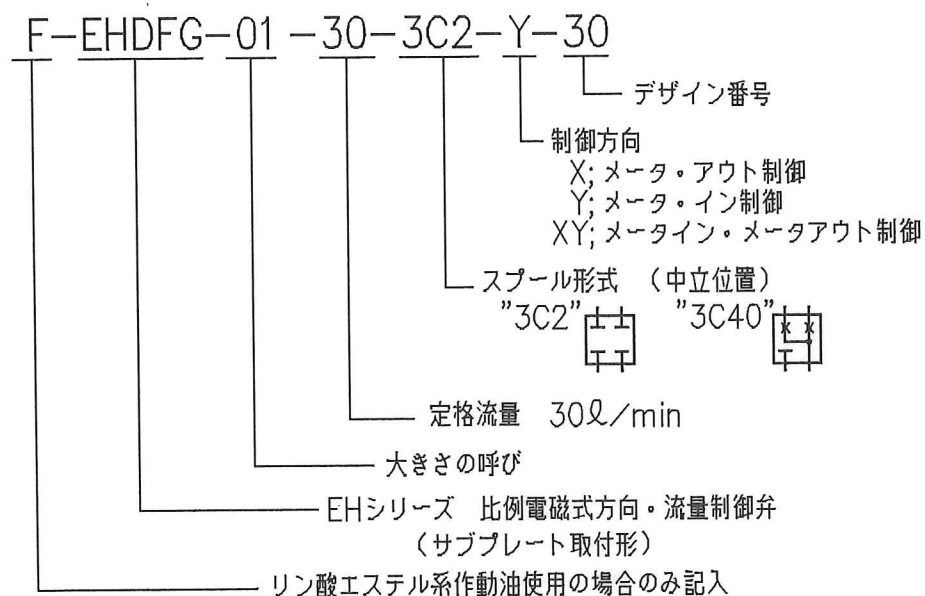 F-EHDFG-01-30-3C2-Y-30
デザイン番号
制御方向
X;メータ・アウト制御
Y;メータ・イン制御
XY;メータイン・メータアウト制御
スプール形式 (中立位置)
"3C2" "3C40"
定格流量 30ℓ/min
大きさの呼び
EHシリーズ 比例電磁式方向・流量制御弁
(サブプレート取付形)
リン酸エステル系作動油使用の場合のみ記入